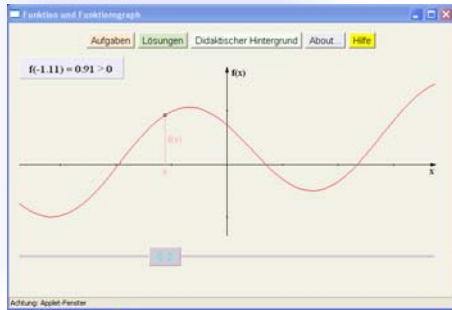 Funktion und Funktionsgraph
Aufgaben Lösungen Didaktischer Hintergrund About... Hilfe
f(-1.11) = 0.91 > 0
f(x)
f(x)
x
x
Achtung: Applet-Fenster